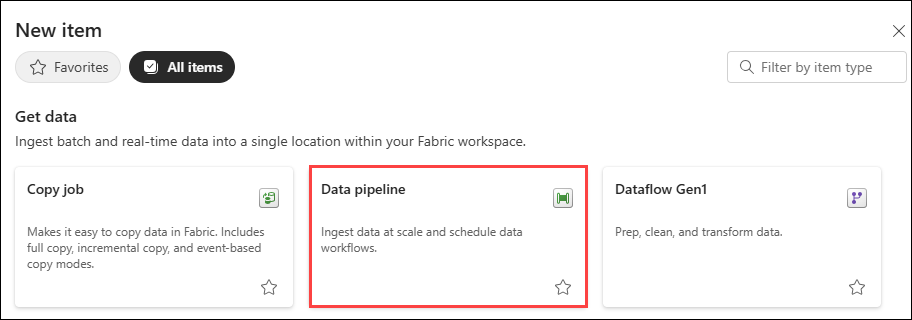 New item
Favorites
All items
Filter by item type
Get data
Ingest batch and real-time data into a single location within your Fabric workspace.
Copy job
Makes it easy to copy data in Fabric. Includes
full copy, incremental copy, and event-based
copy modes.
Data pipeline
Ingest data at scale and schedule data
workflows.
Dataflow Gen1
Prep, clean, and transform data.